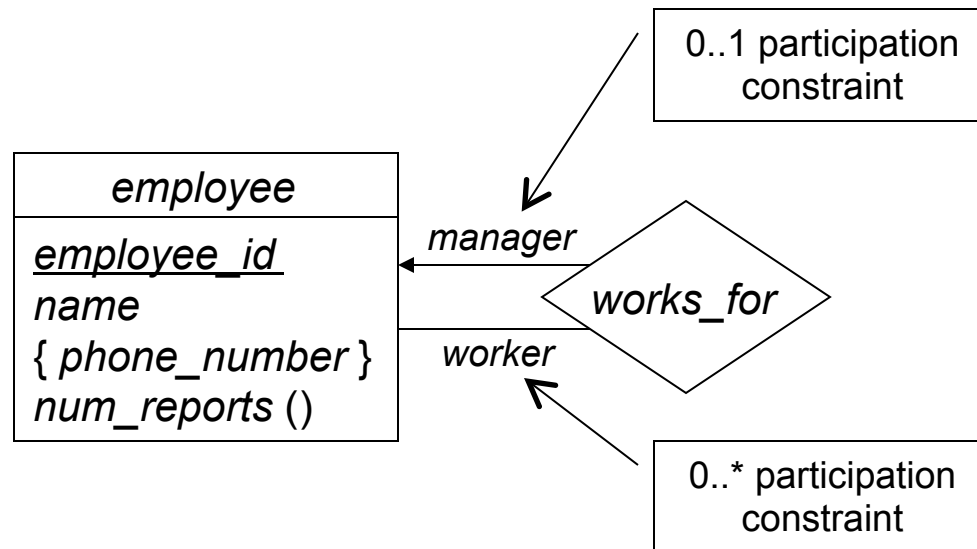 0..1 participation
constraint
employee
employee_id
name
{ phone_number }
num_reports ()
manager
works_for
worker
0..* participation
constraint